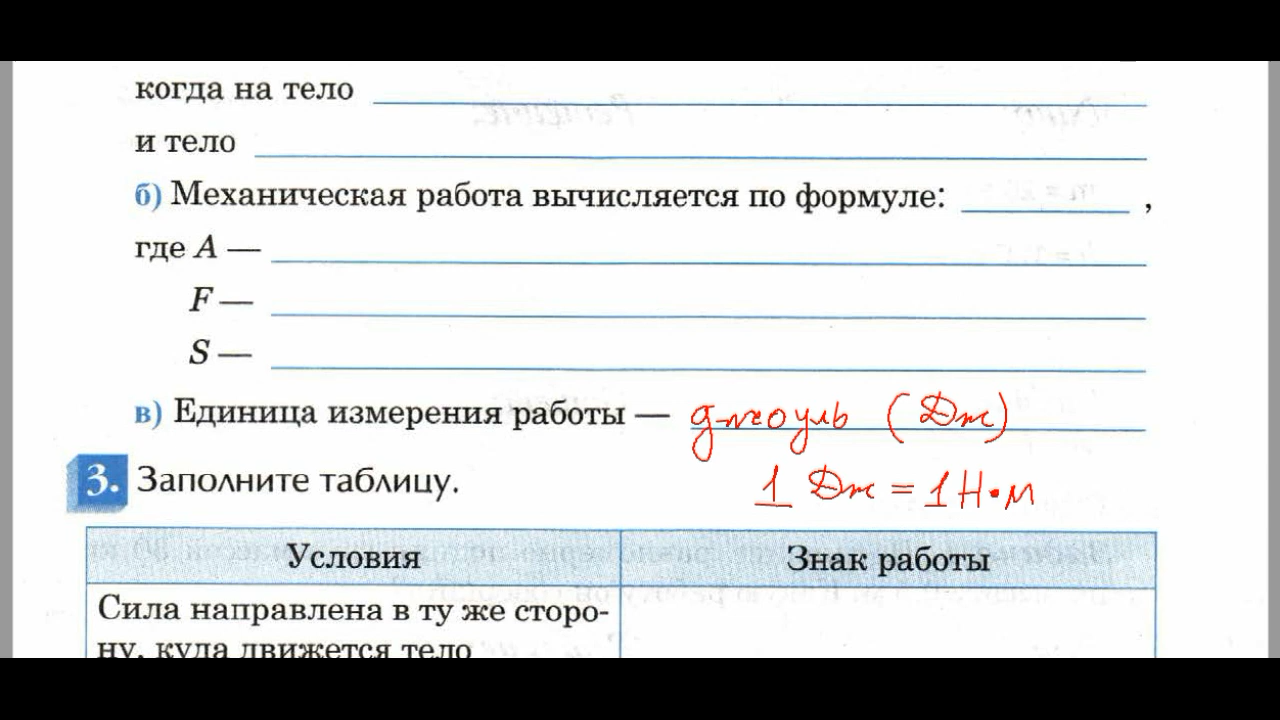 когда на тело
и тело
б) Механическая работа вычисляется по формуле: ,
где A —
F —
S —
в) Единица измерения работы — джоуль (Дж)
3. Заполните таблицу. 1 Дж = 1 Н·м
Условия Знак работы
Сила направлена в ту же сторо-
ну, куда движется тело